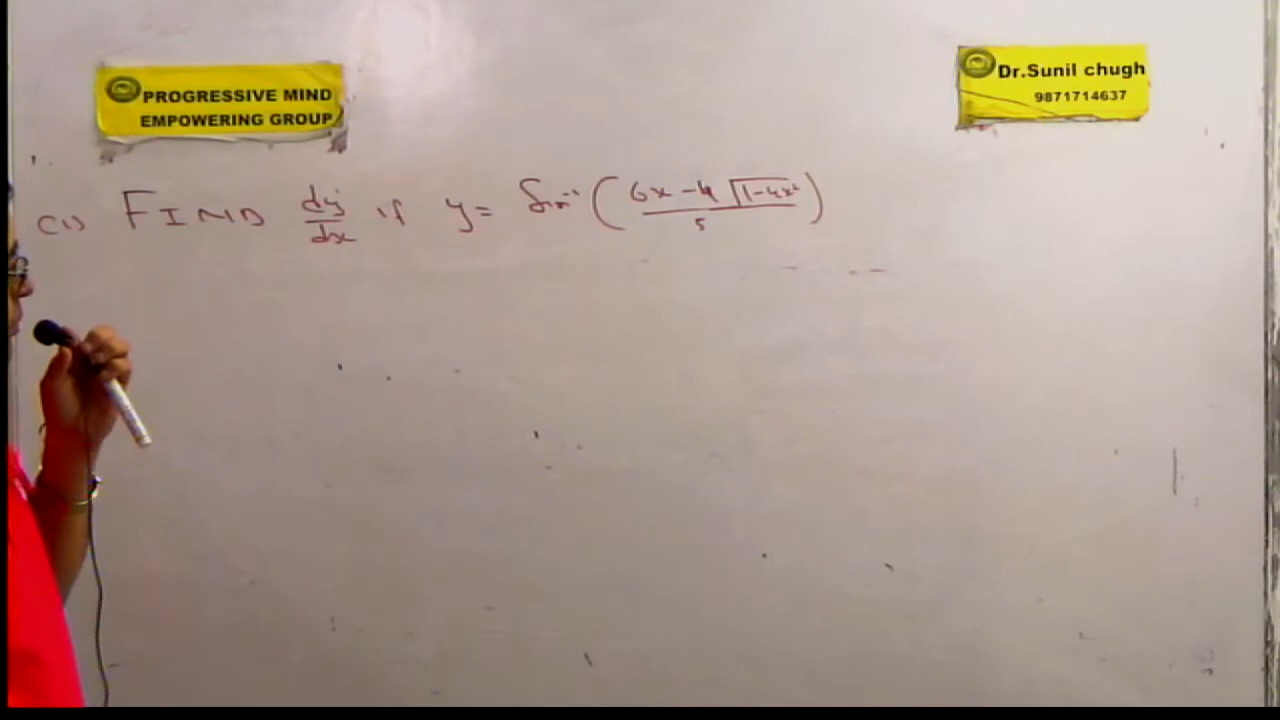 PROGRESSIVE MIND
EMPOWERING GROUP
Dr.Sunil chugh
9871714637
(1) FIND dy/dx if y = Sin⁻¹ ( (6x − 4 √(1−4x²)) / 5 )